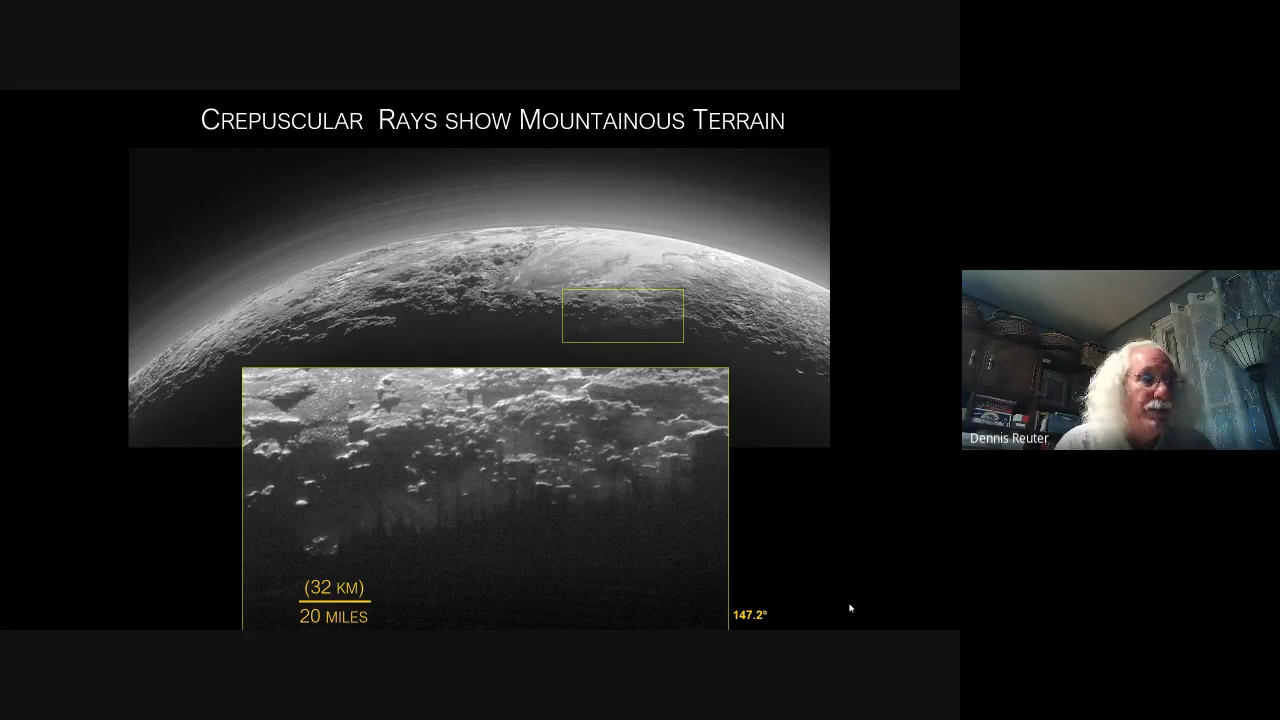 CREPUSCULAR RAYS SHOW MOUNTAINOUS TERRAIN
(32 KM)
20 MILES
147.2°
Dennis Reuter